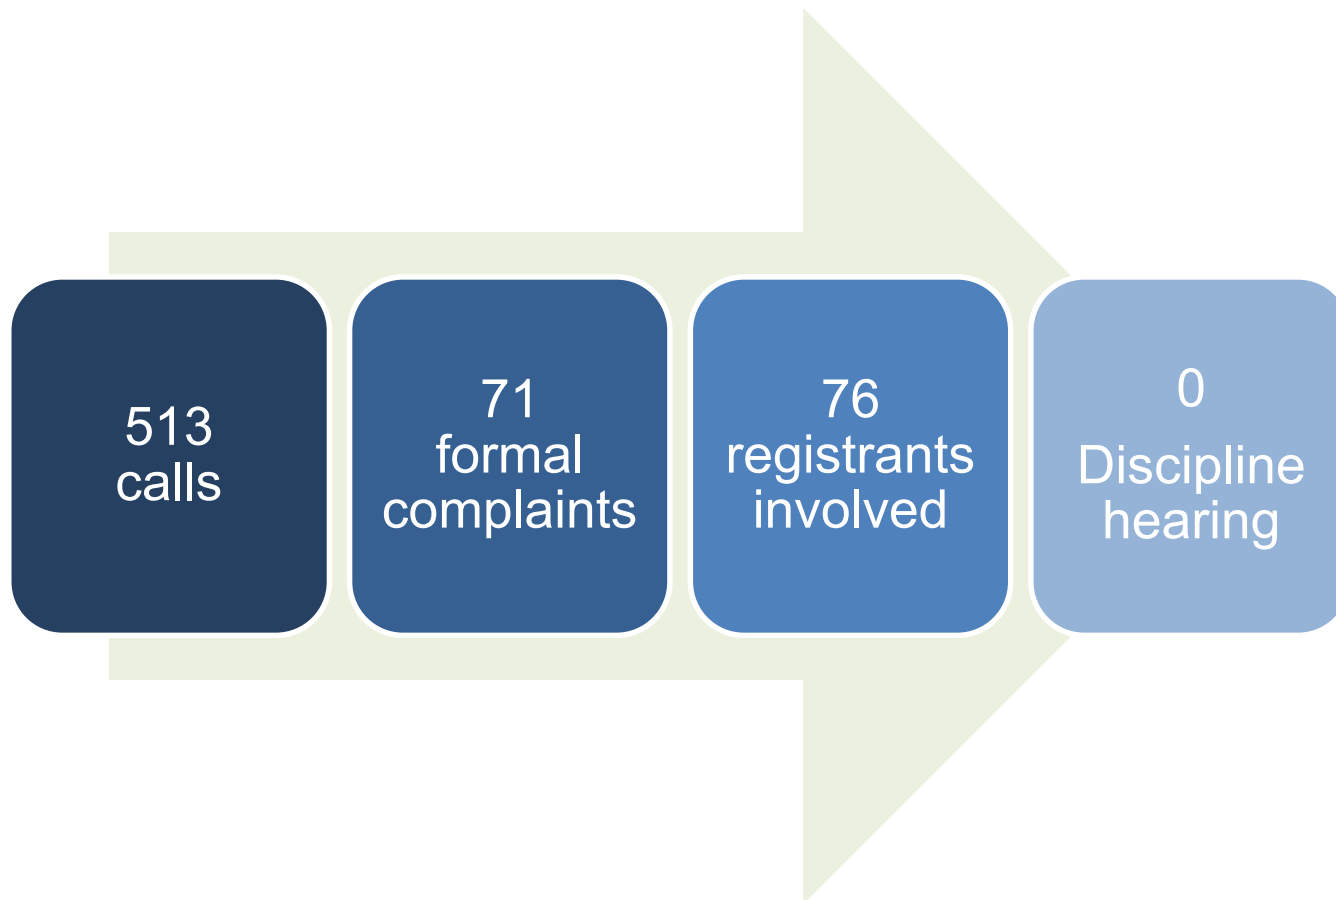 513
calls
71
formal
complaints
76
registrants
involved
0
Discipline
hearing